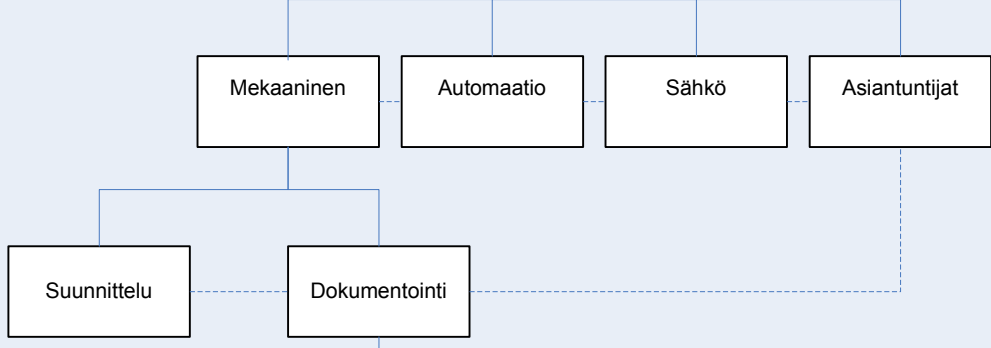 Mekaaninen
Automaatio
Sähkö
Asiantuntijat
Suunnittelu
Dokumentointi